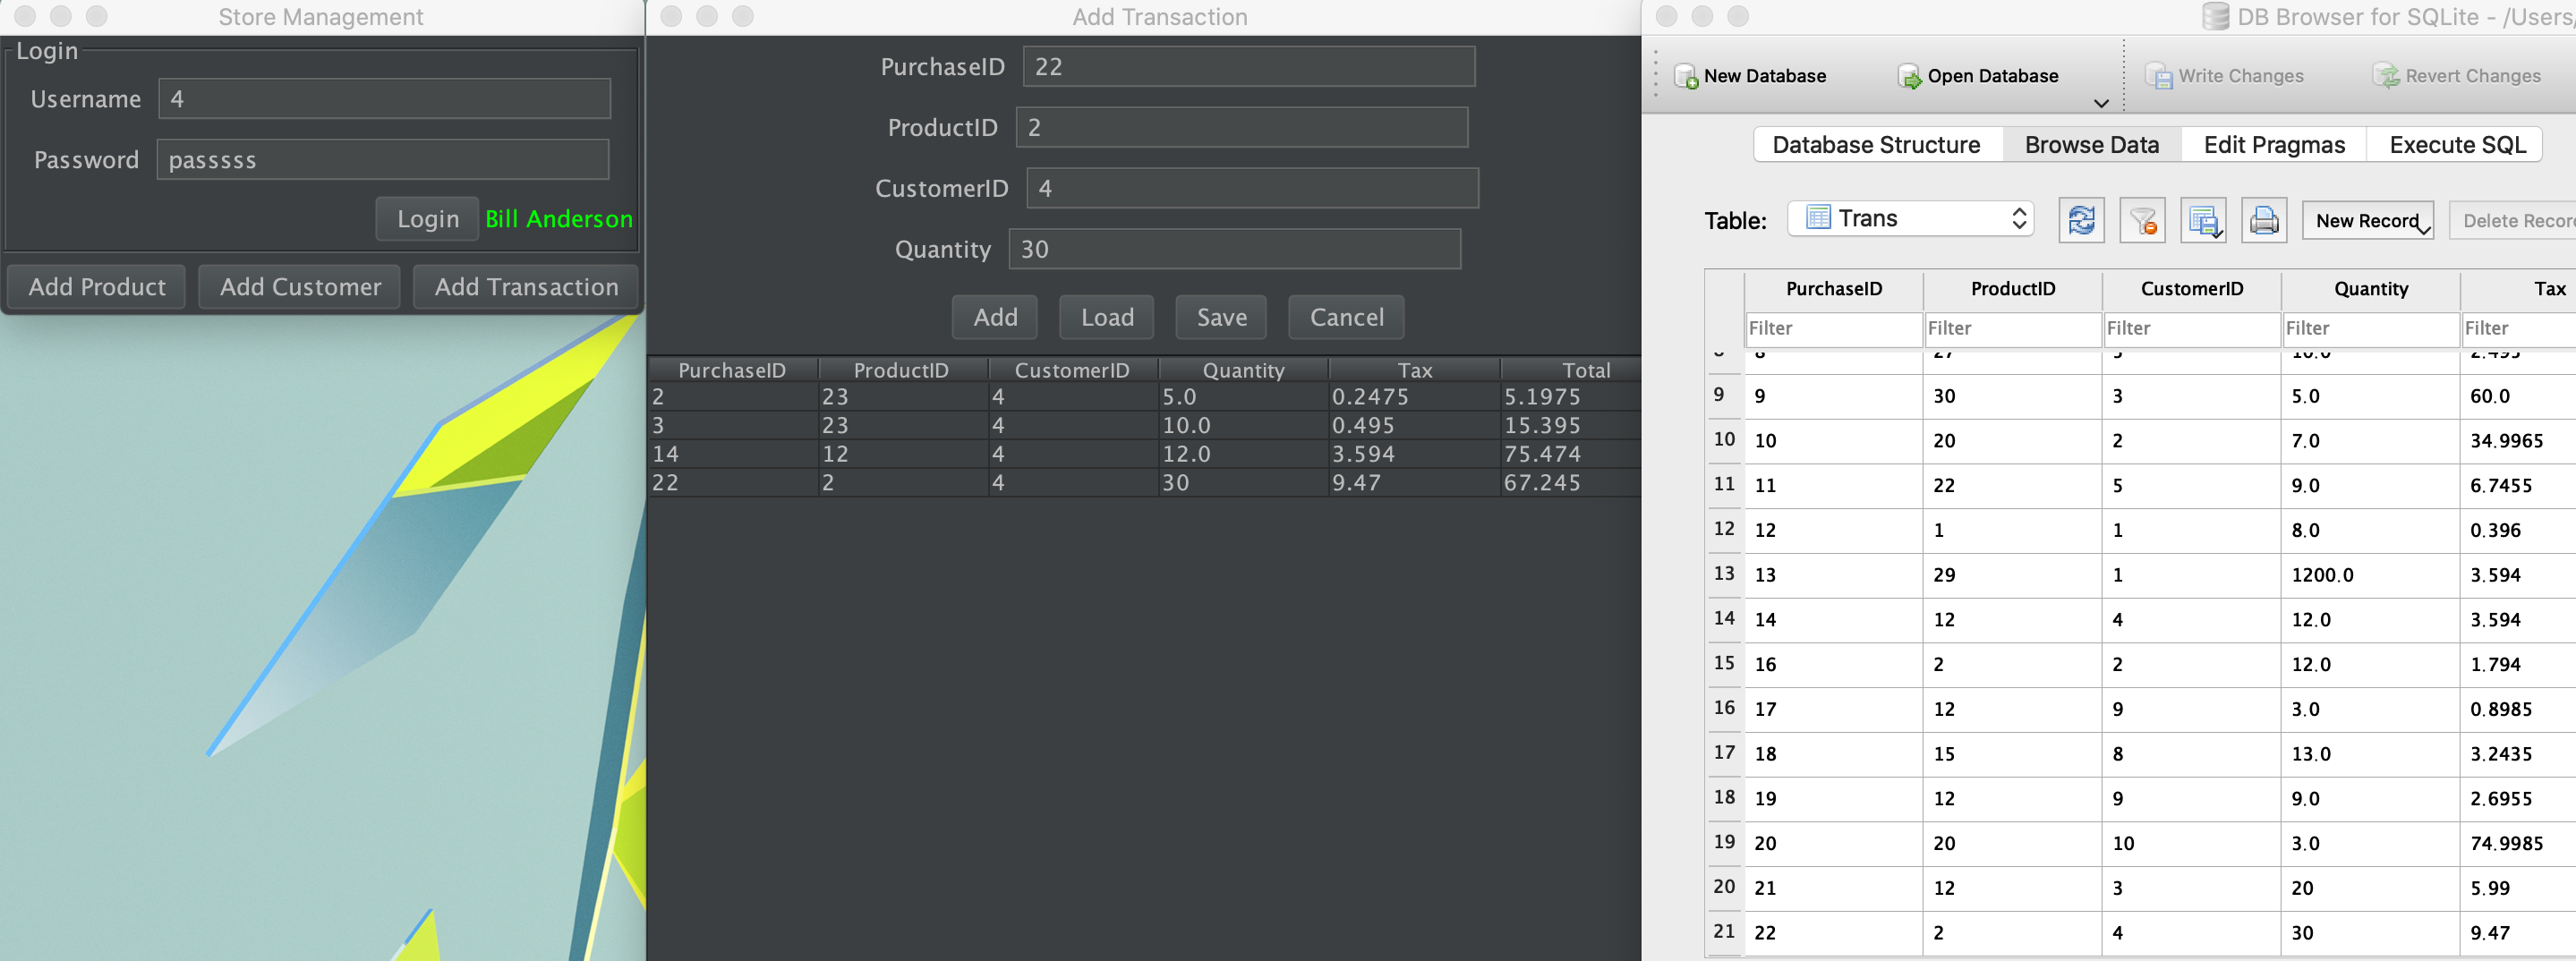 Store Management
Login
Username 4
Password passsss
Login Bill Anderson
Add Product Add Customer Add Transaction
Add Transaction
PurchaseID 22
ProductID 2
CustomerID 4
Quantity 30
Add Load Save Cancel
PurchaseID ProductID CustomerID Quantity Tax Total
2 23 4 5.0 0.2475 5.1975
3 23 4 10.0 0.495 15.395
14 12 4 12.0 3.594 75.474
22 2 4 30 9.47 67.245
DB Browser for SQLite - /Users/
New Database Open Database Write Changes Revert Changes
Database Structure Browse Data Edit Pragmas Execute SQL
Table: Trans New Record Delete Recor
PurchaseID ProductID CustomerID Quantity Tax
Filter Filter Filter Filter Filter
9 9 30 3 5.0 60.0
10 10 20 2 7.0 34.9965
11 11 22 5 9.0 6.7455
12 12 1 1 8.0 0.396
13 13 29 1 1200.0 3.594
14 14 12 4 12.0 3.594
15 16 2 2 12.0 1.794
16 17 12 9 3.0 0.8985
17 18 15 8 13.0 3.2435
18 19 12 9 9.0 2.6955
19 20 20 10 3.0 74.9985
20 21 12 3 20 5.99
21 22 2 4 30 9.47